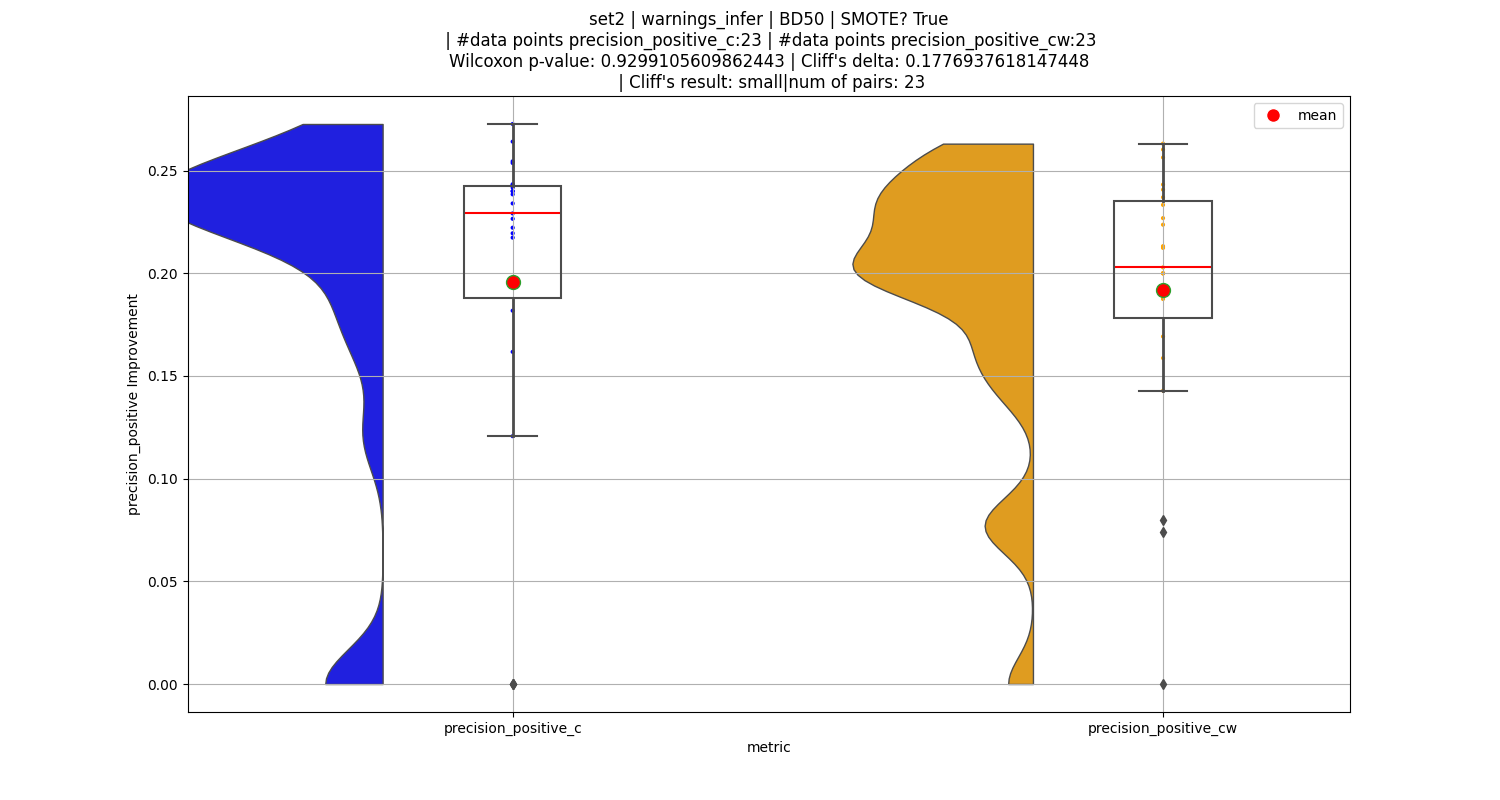 set2 | warnings_infer | BD50 | SMOTE? True
| #data points precision_positive_c:23 | #data points precision_positive_cw:23
Wilcoxon p-value: 0.9299105609862443 | Cliff's delta: 0.1776937618147448
| Cliff's result: small|num of pairs: 23
mean
0.25
0.20
0.15
0.10
0.05
0.00
precision_positive Improvement
precision_positive_c
precision_positive_cw
metric